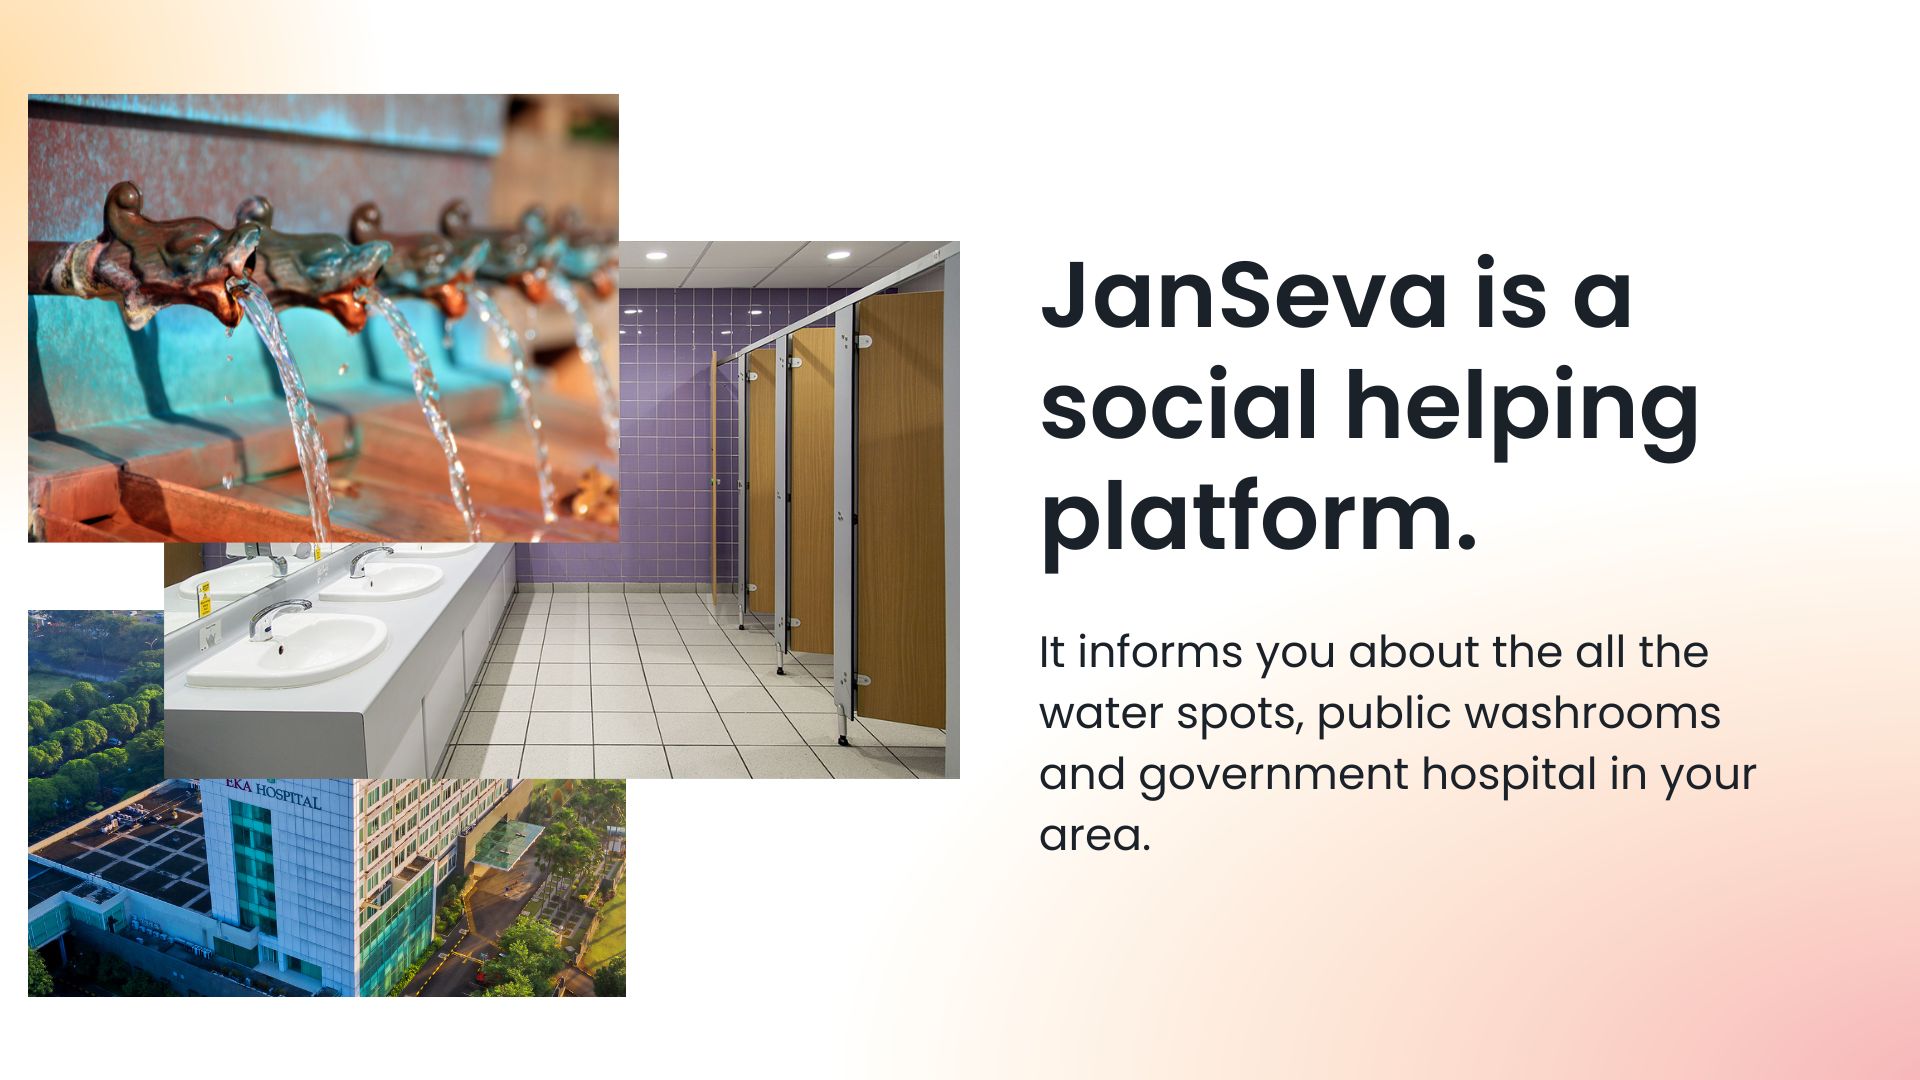 JanSeva is a
social helping
platform.
It informs you about the all the
water spots, public washrooms
and government hospital in your
area.
EKA HOSPITAL